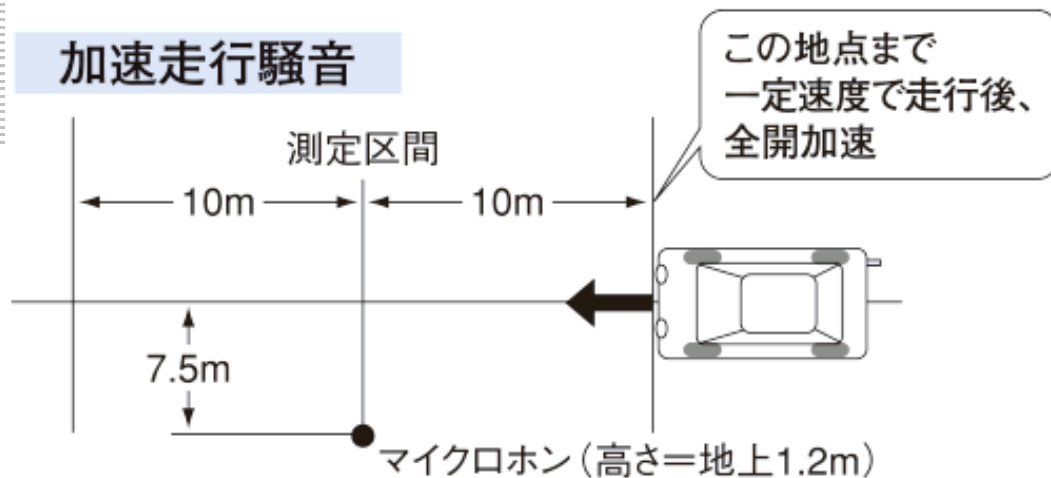 加速走行騒音
この地点まで
一定速度で走行後、
全開加速
測定区間
10m
10m
7.5m
マイクロホン（高さ＝地上1.2m）